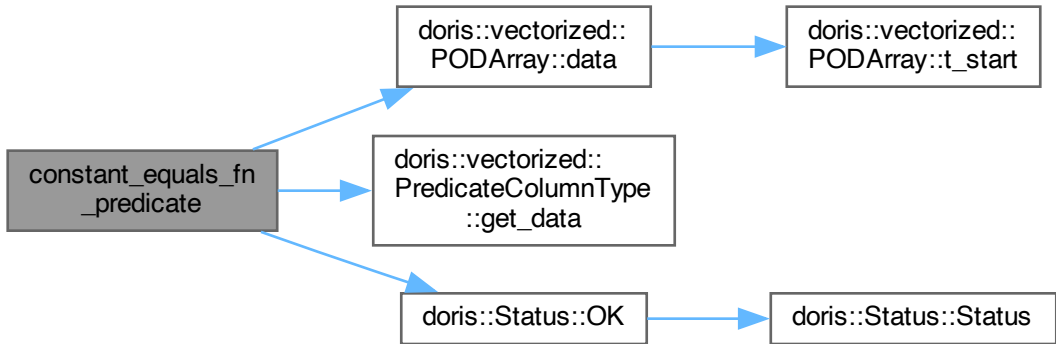 constant_equals_fn
_predicate
doris::vectorized::
PODArray::data
doris::vectorized::
PODArray::t_start
doris::vectorized::
PredicateColumnType
::get_data
doris::Status::OK
doris::Status::Status